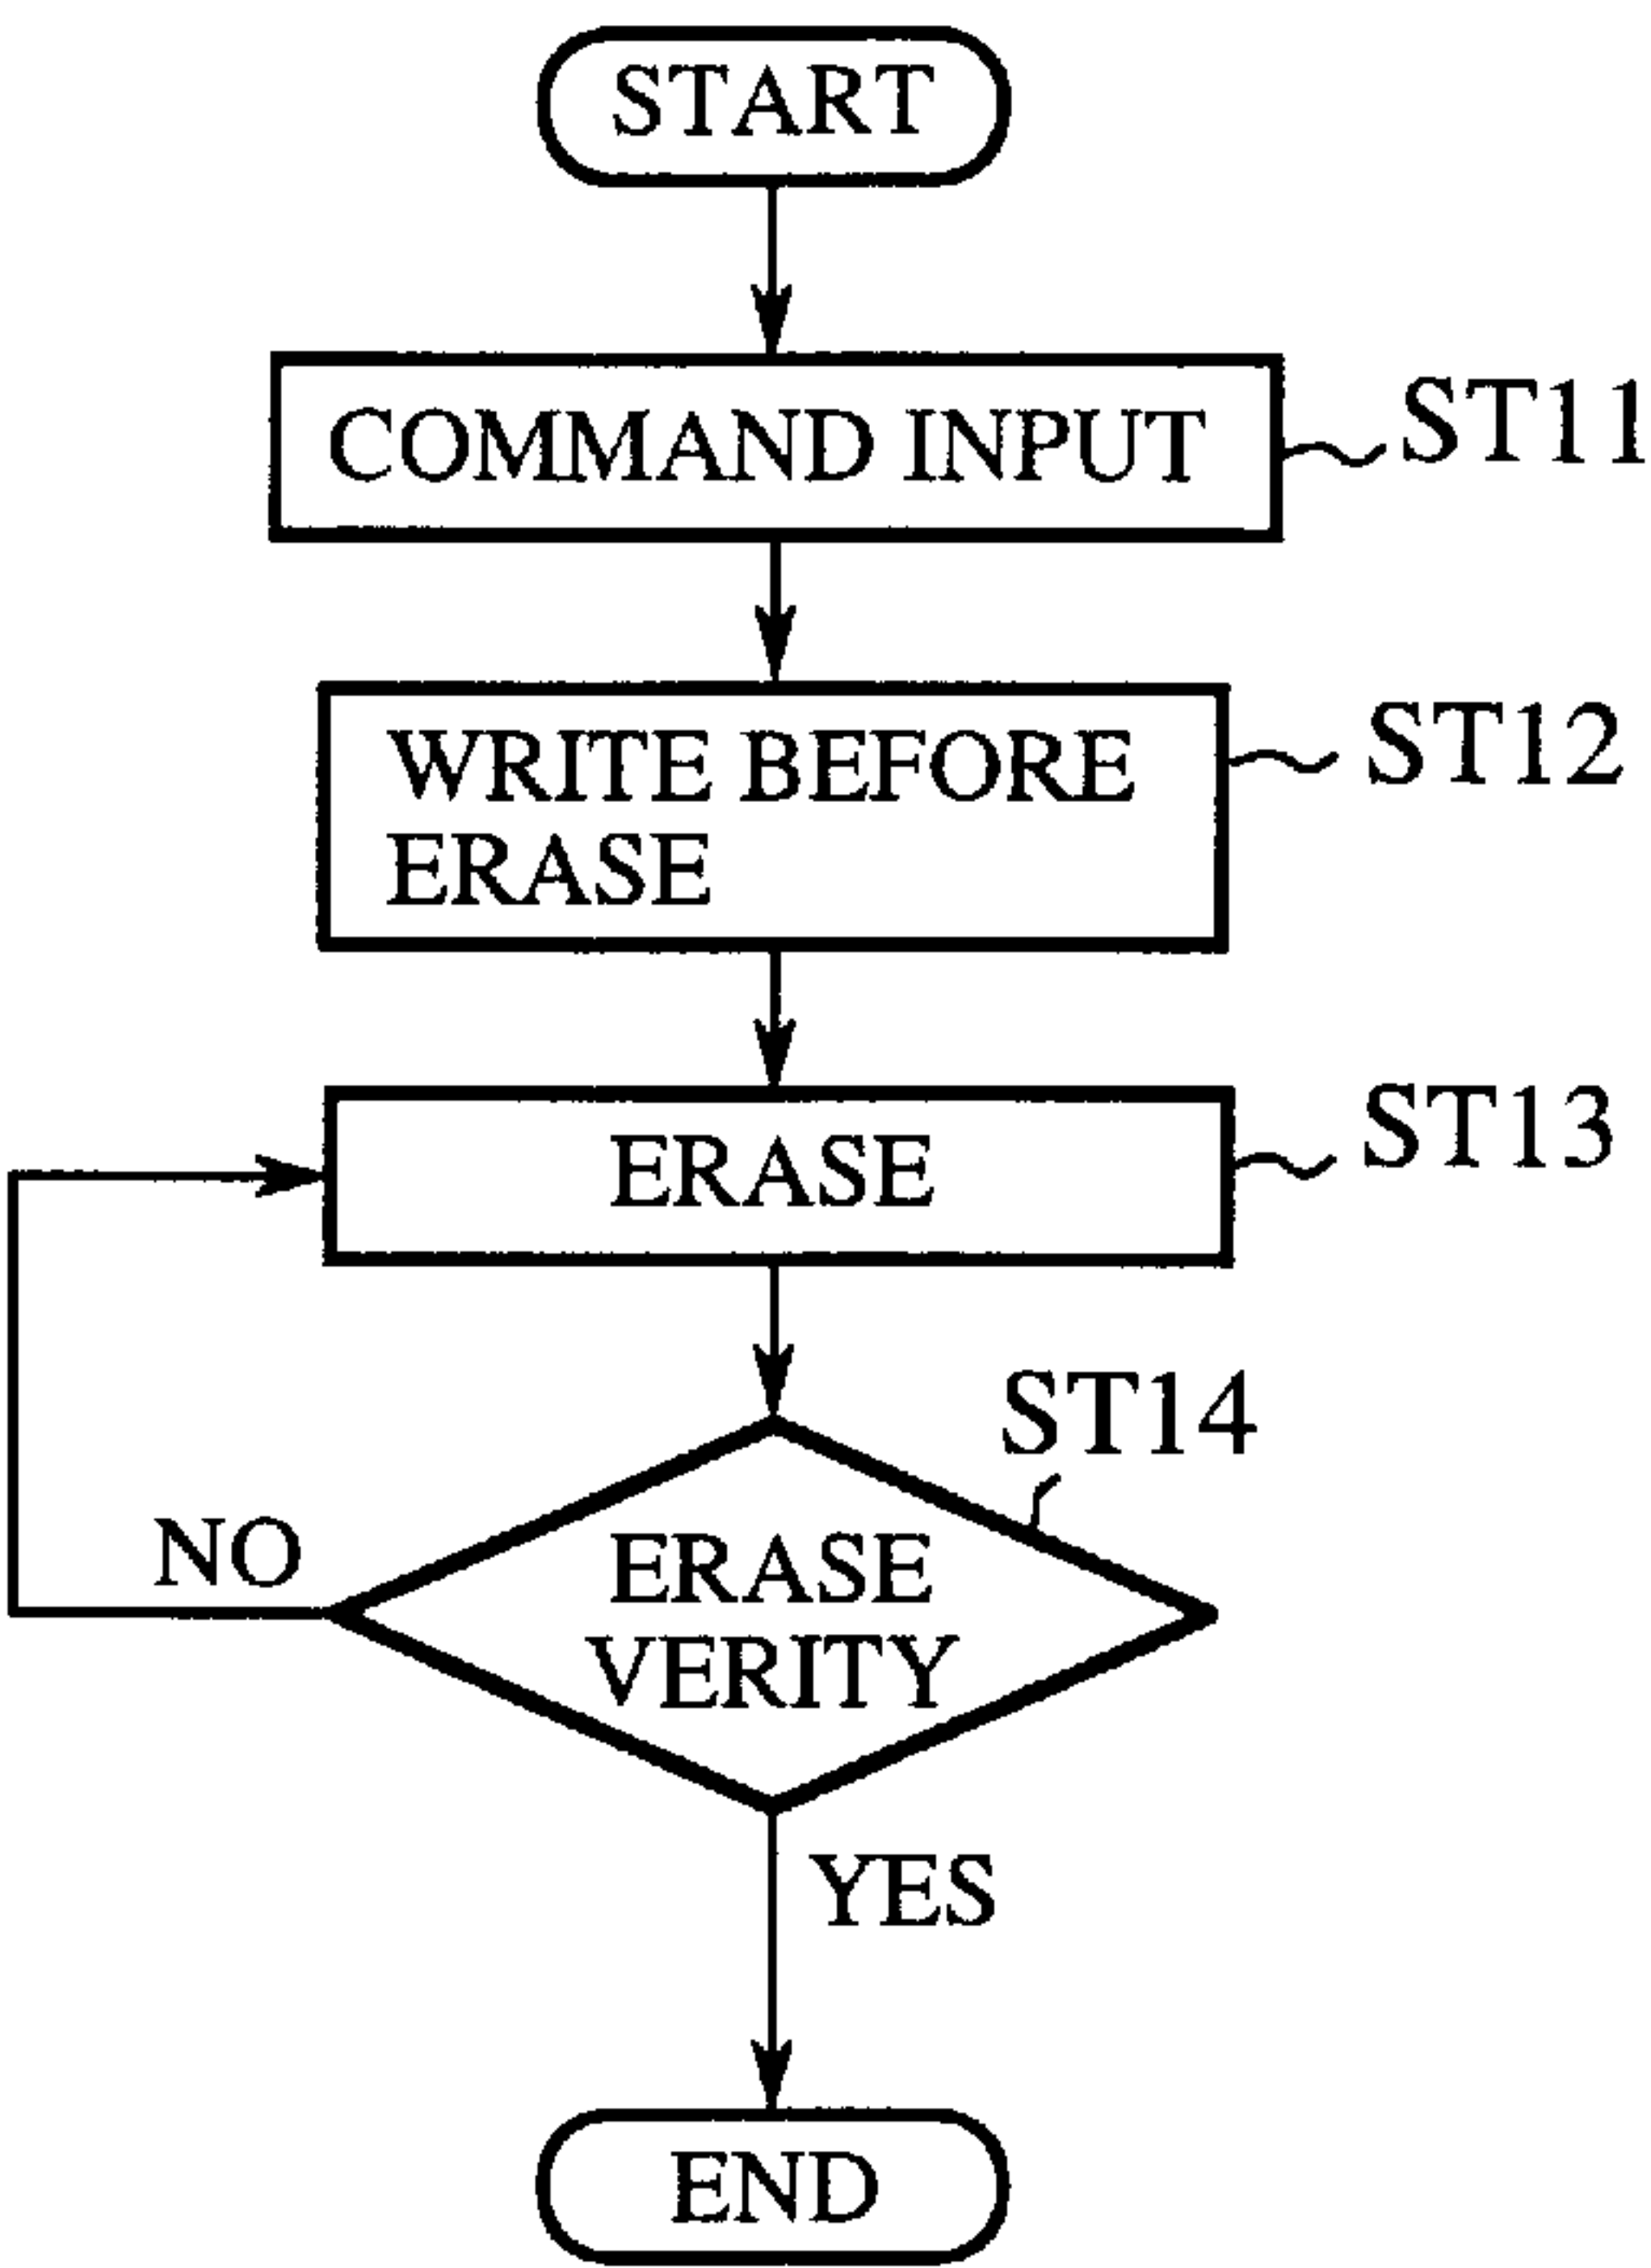 START
COMMAND INPUT
ST11
WRITE BEFORE
ERASE
ST12
ERASE
ST13
ST14
ERASE
VERITY
NO
YES
END